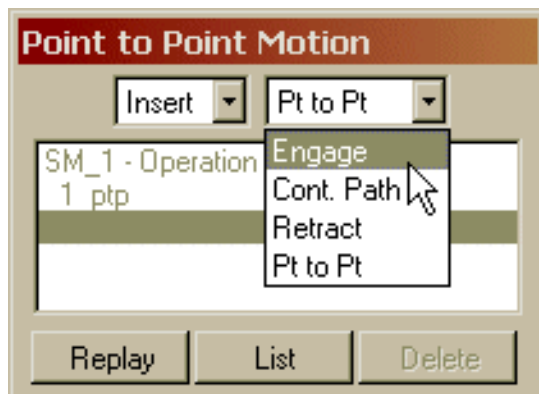 Point to Point Motion
Insert Pt to Pt
SM_1 - Operation
1 ptp
Engage
Cont. Path
Retract
Pt to Pt
Replay List Delete